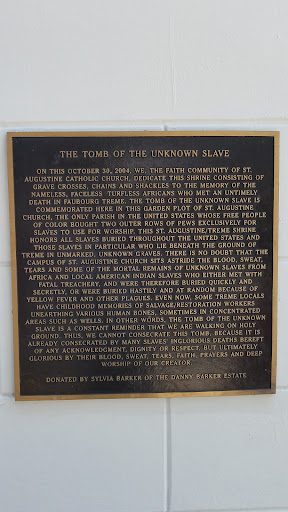 THE TOMB OF THE UNKNOWN SLAVE
ON THIS OCTOBER 30, 2004, WE, THE FAITH COMMUNITY OF ST.
AUGUSTINE CATHOLIC CHURCH, DEDICATE THIS SHRINE CONSISTING OF
GRAVE CROSSES, CHAINS AND SHACKLES TO THE MEMORY OF THE
NAMELESS, FACELESS, TURFLESS AFRICANS WHO MET AN UNTIMELY
DEATH IN FAUBOURG TREME. THE TOMB OF THE UNKNOWN SLAVE IS
COMMEMORATED HERE IN THIS GARDEN PLOT OF ST. AUGUSTINE
CHURCH, THE ONLY PARISH IN THE UNITED STATES WHOSE FREE PEOPLE
OF COLOR BOUGHT TWO OUTER ROWS OF PEWS EXCLUSIVELY FOR
SLAVES TO USE FOR WORSHIP. THIS ST. AUGUSTINE/TREME SHRINE
HONORS ALL SLAVES BURIED THROUGHOUT THE UNITED STATES AND
THOSE SLAVES IN PARTICULAR WHO LIE BENEATH THE GROUND OF
TREME IN UNMARKED, UNKNOWN GRAVES. THERE IS NO DOUBT THAT THE
CAMPUS OF ST. AUGUSTINE CHURCH SITS ASTRIDE THE BLOOD, SWEAT,
TEARS AND SOME OF THE MORTAL REMAINS OF UNKNOWN SLAVES FROM
AFRICA AND LOCAL AMERICAN INDIAN SLAVES WHO EITHER MET WITH
FATAL TREACHERY, AND WERE THEREFORE BURIED QUICKLY AND
SECRETLY, OR WERE BURIED HASTILY AND AT RANDOM BECAUSE OF
YELLOW FEVER AND OTHER PLAGUES. EVEN NOW, SOME TREME LOCALS
HAVE CHILDHOOD MEMORIES OF SALVAGE/RESTORATION WORKERS
UNEARTHING VARIOUS HUMAN BONES, SOMETIMES IN CONCENTRATED
AREAS SUCH AS WELLS. IN OTHER WORDS, THE TOMB OF THE UNKNOWN
SLAVE IS A CONSTANT REMINDER THAT WE ARE WALKING ON HOLY
GROUND. THUS, WE CANNOT CONSECRATE THIS TOMB, BECAUSE IT IS
ALREADY CONSECRATED BY MANY SLAVES' INGLORIOUS DEATHS BEREFT
OF ANY ACKNOWLEDGMENT, DIGNITY OR RESPECT, BUT ULTIMATELY
GLORIOUS BY THEIR BLOOD, SWEAT, TEARS, FAITH, PRAYERS AND DEEP
WORSHIP OF OUR CREATOR.
DONATED BY SYLVIA BARKER OF THE DANNY BARKER ESTATE